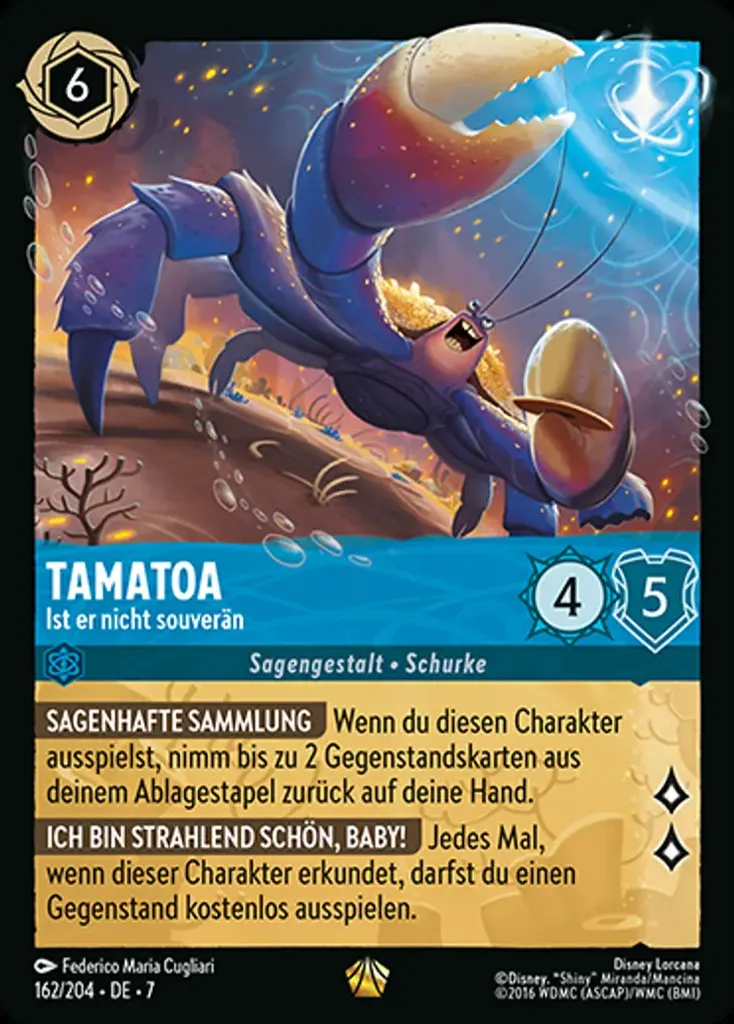 6
TAMATOA
Ist er nicht souverän
4
5
Sagengestalt • Schurke
SAGENHAFTE SAMMLUNG Wenn du diesen Charakter
ausspielst, nimm bis zu 2 Gegenstandskarten aus
deinem Ablagestapel zurück auf deine Hand.
ICH BIN STRAHLEND SCHÖN, BABY! Jedes Mal,
wenn dieser Charakter erkundet, darfst du einen
Gegenstand kostenlos ausspielen.
Federico Maria Cugliari
162/204 • DE • 7
Disney Lorcana
©Disney. "Shiny" Miranda/Mancina
©2016 WDMC (ASCAP)/WMC (BMI)